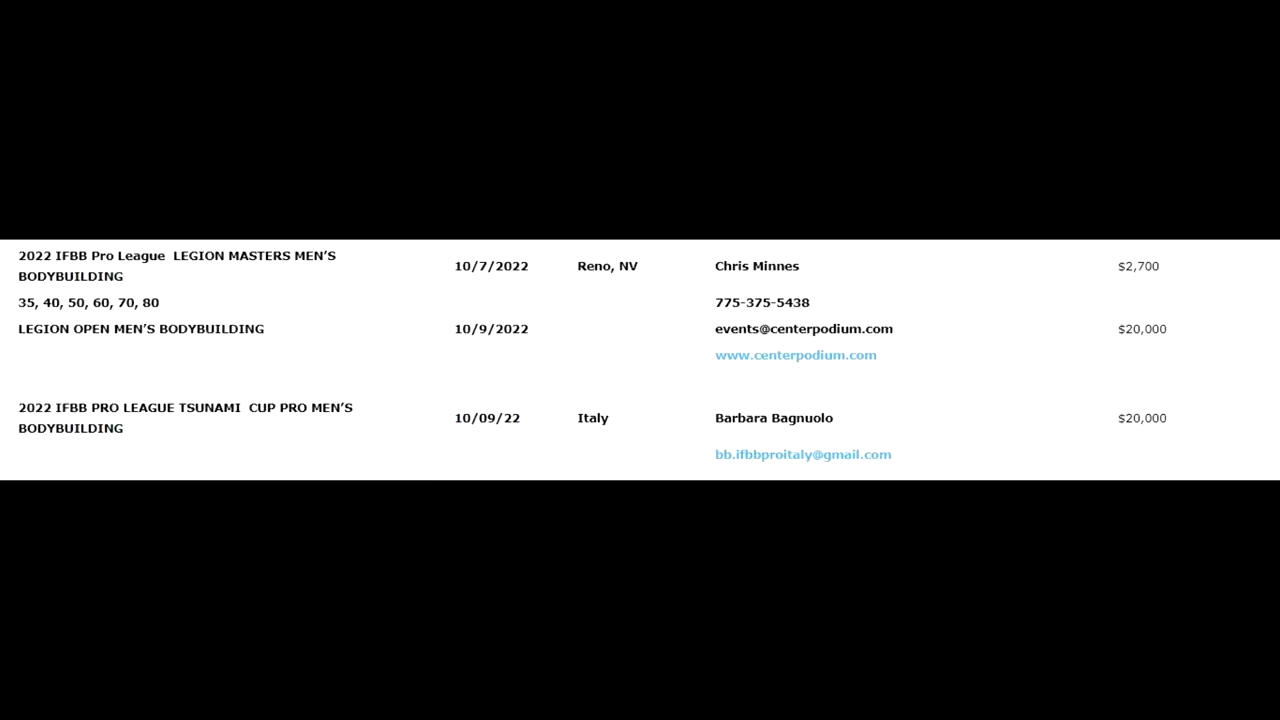 2022 IFBB Pro League  LEGION MASTERS MEN’S
BODYBUILDING
10/7/2022
Reno, NV
Chris Minnes
$2,700
35, 40, 50, 60, 70, 80
775-375-5438
LEGION OPEN MEN’S BODYBUILDING
10/9/2022
events@centerpodium.com
$20,000
www.centerpodium.com
2022 IFBB PRO LEAGUE TSUNAMI  CUP PRO MEN’S
BODYBUILDING
10/09/22
Italy
Barbara Bagnuolo
$20,000
bb.ifbbproitaly@gmail.com